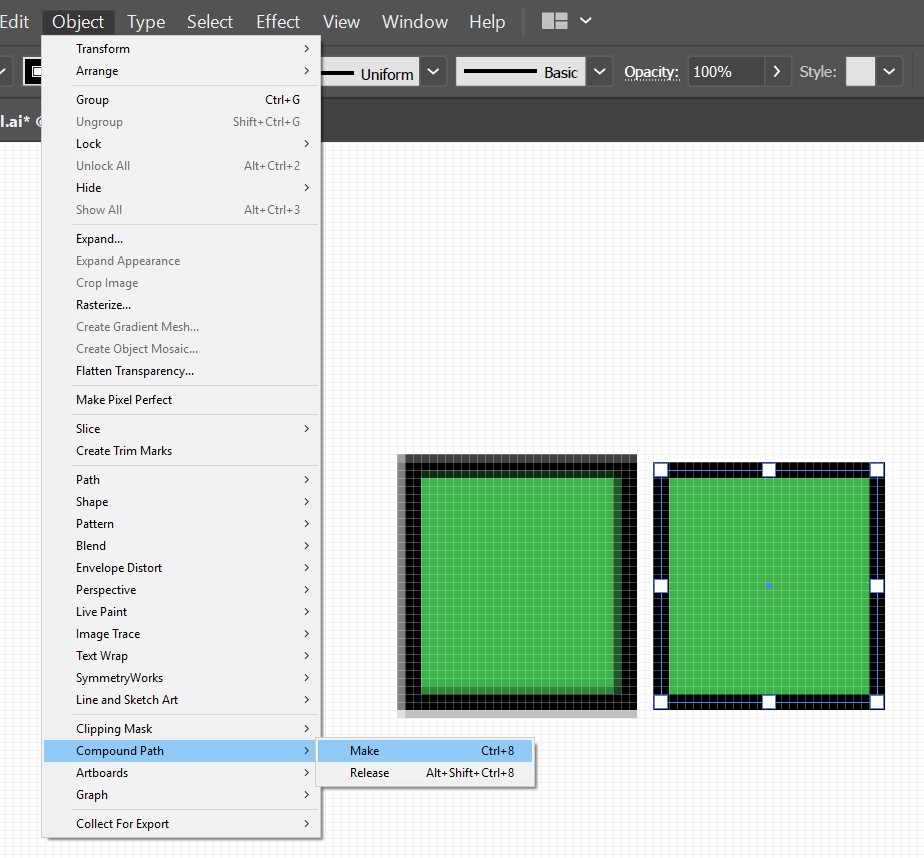 Edit Object Type Select Effect View Window Help
Uniform Basic Opacity: 100% Style:
l.ai*
Transform
Arrange
Group Ctrl+G
Ungroup Shift+Ctrl+G
Lock
Unlock All Alt+Ctrl+2
Hide
Show All Alt+Ctrl+3
Expand...
Expand Appearance
Crop Image
Rasterize...
Create Gradient Mesh...
Create Object Mosaic...
Flatten Transparency...
Make Pixel Perfect
Slice
Create Trim Marks
Path
Shape
Pattern
Blend
Envelope Distort
Perspective
Live Paint
Image Trace
Text Wrap
SymmetryWorks
Line and Sketch Art
Clipping Mask
Compound Path
Make Ctrl+8
Release Alt+Shift+Ctrl+8
Artboards
Graph
Collect For Export